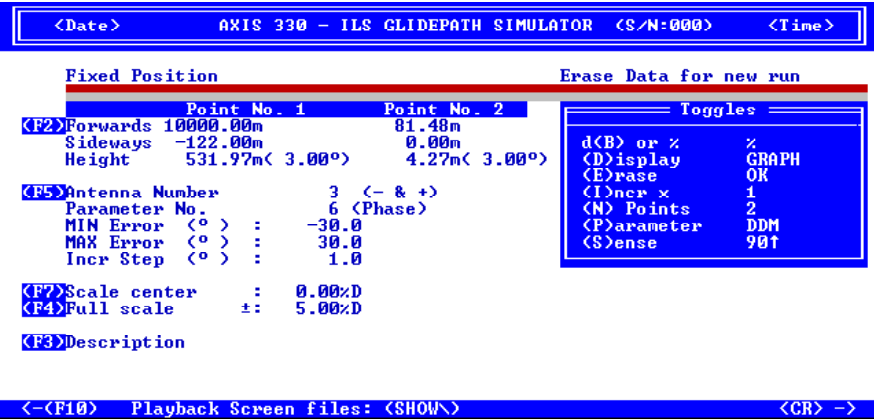 <Date> AXIS 330 - ILS GLIDEPATH SIMULATOR (S/N:000) <Time>
Fixed Position Erase Data for new run
Point No. 1 Point No. 2
(F2) Forwards 10000.00m 81.48m
Sideways -122.00m 0.00m
Height 531.97m( 3.00º) 4.27m( 3.00º)
(F5) Antenna Number 3 (- & +)
Parameter No. 6 (Phase)
MIN Error (º ) : -30.0
MAX Error (º ) : 30.0
Incr Step (º ) : 1.0
(F7) Scale center : 0.00%D
(F4) Full scale ±: 5.00%D
(F3) Description
Toggles
d(B) or % %
(D)isplay GRAPH
(E)rase OK
(I)ncr x 1
(N) Points 2
(P)arameter DDM
(S)ense 90↑
<-(F10) Playback Screen files: (SHOW\) (CR) ->